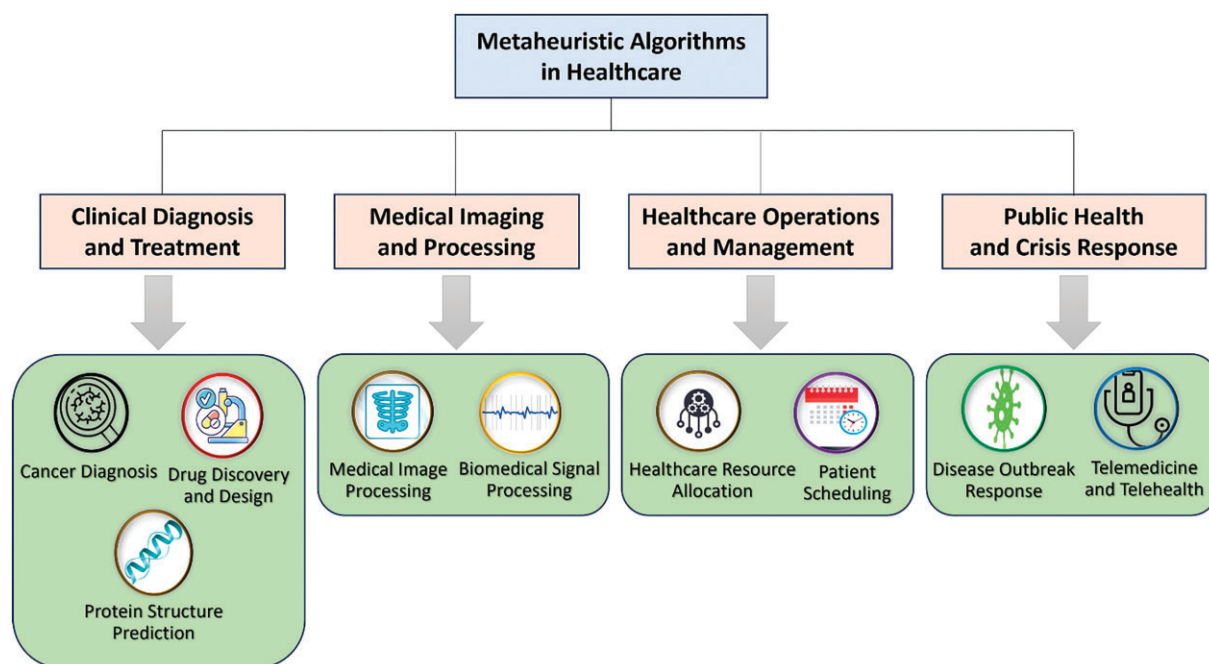 Metaheuristic Algorithms
in Healthcare
Clinical Diagnosis
and Treatment
Medical Imaging
and Processing
Healthcare Operations
and Management
Public Health
and Crisis Response
Cancer Diagnosis
Drug Discovery
and Design
Protein Structure
Prediction
Medical Image
Processing
Biomedical Signal
Processing
Healthcare Resource
Allocation
Patient
Scheduling
Disease Outbreak
Response
Telemedicine
and Telehealth